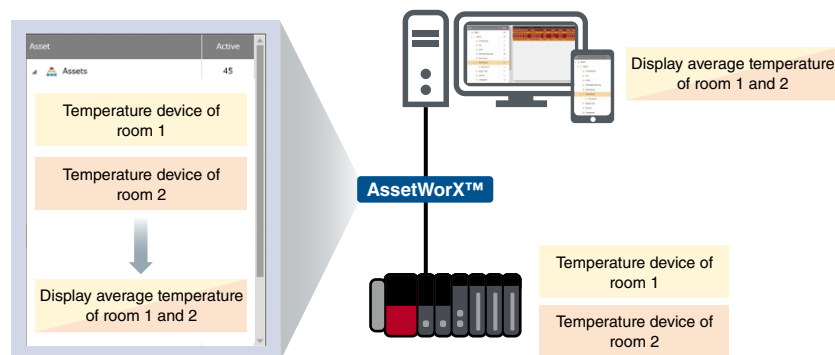 Asset Active
Assets 45
Temperature device of
room 1
Temperature device of
room 2
Display average temperature
of room 1 and 2
AssetWorX™
Display average temperature
of room 1 and 2
Temperature device of
room 1
Temperature device of
room 2